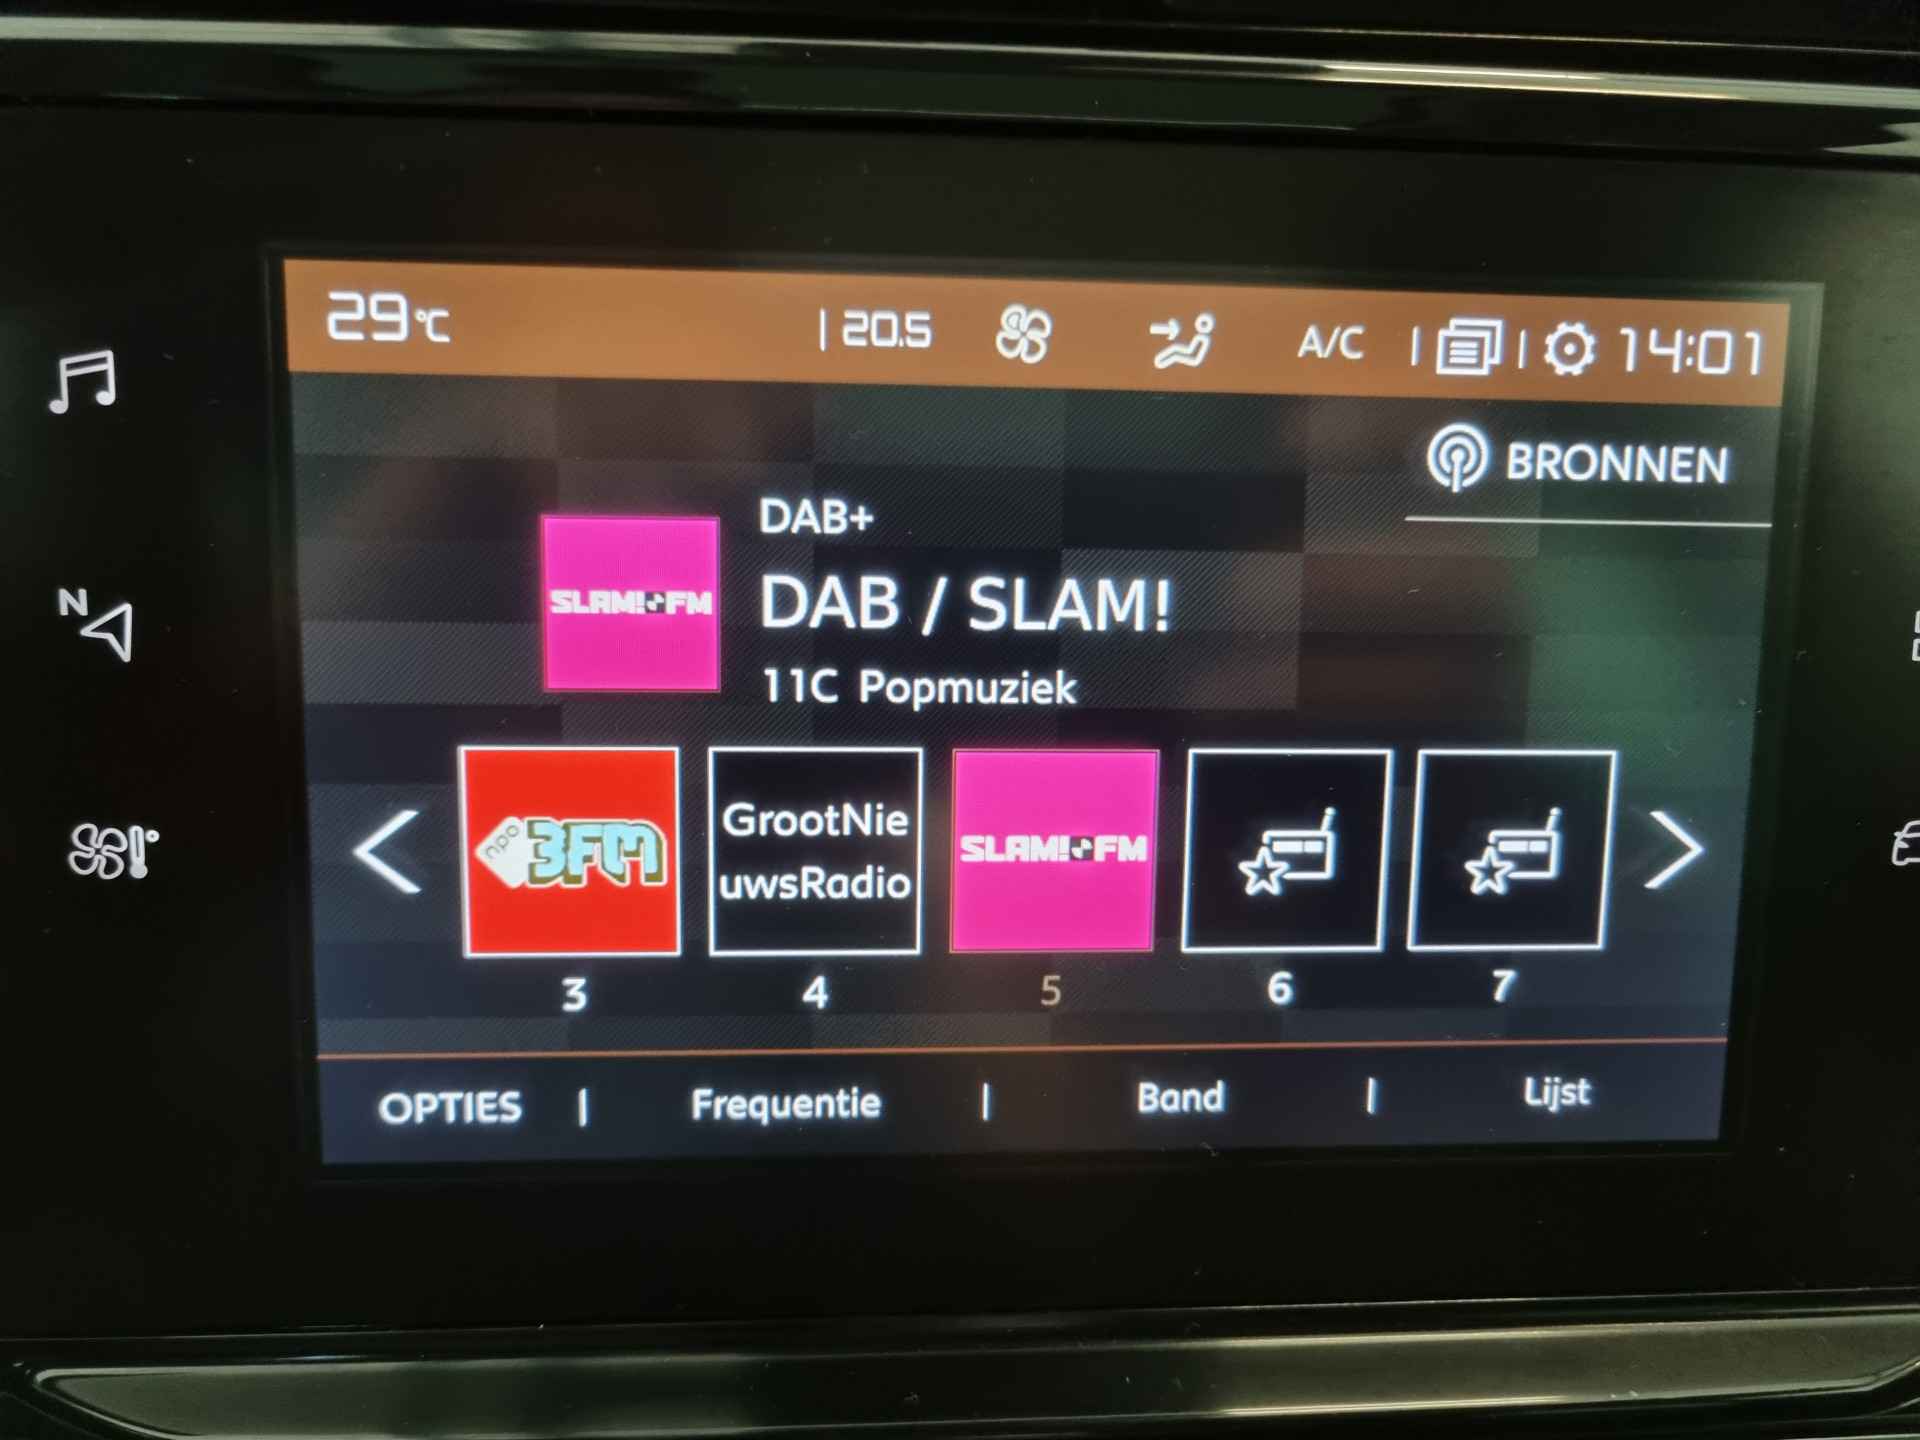 29°C | 20.5 A/C | | 14:01
BRONNEN
DAB+
DAB / SLAM!
11C Popmuziek
SLAM! FM
npo 3FM
GrootNie
uwsRadio
SLAM! FM
3 4 5 6 7
OPTIES | Frequentie | Band | Lijst
N